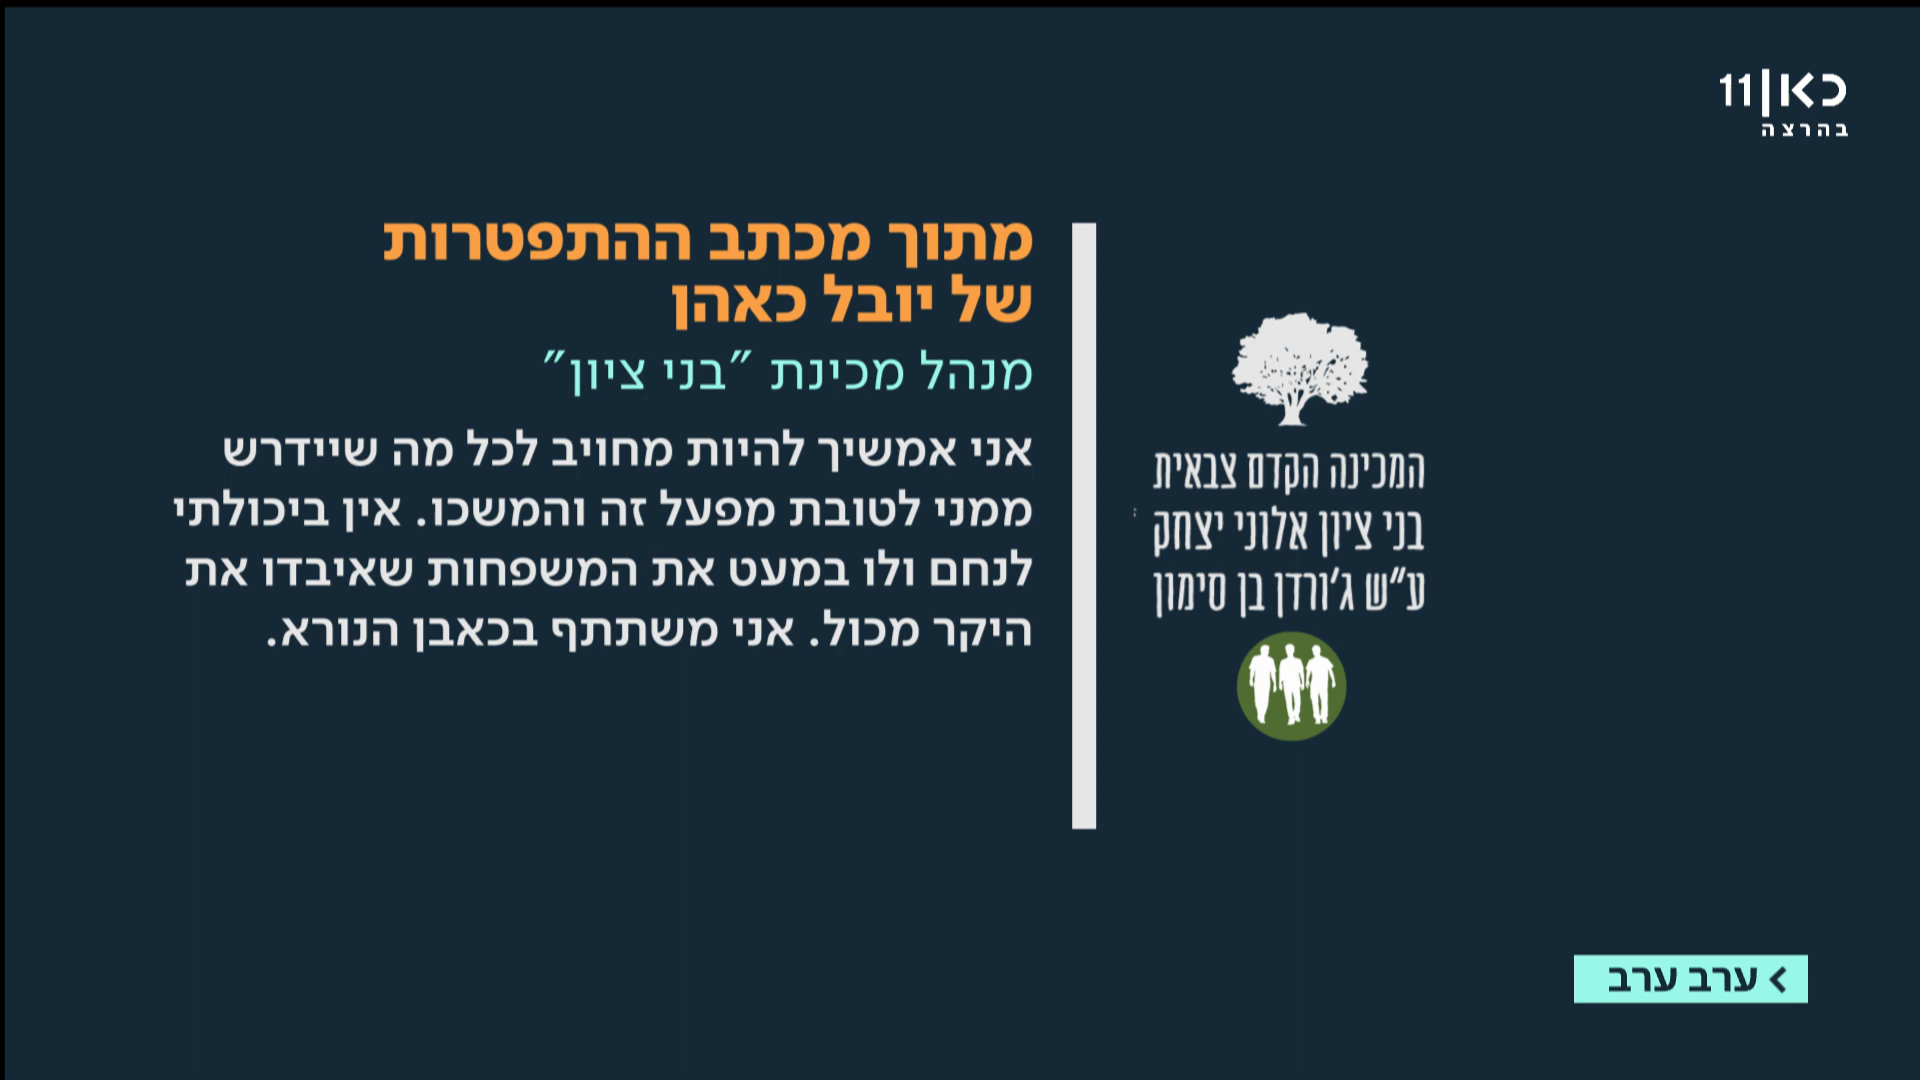 כאן 11
בהרצה
מתוך מכתב ההתפטרות
של יובל כאהן
מנהל מכינת "בני ציון"
אני אמשיך להיות מחויב לכל מה שיידרש
ממני לטובת מפעל זה והמשכו. אין ביכולתי
לנחם ולו במעט את המשפחות שאיבדו את
היקר מכול. אני משתתף בכאבן הנורא.
המכינה הקדם צבאית
בני ציון אלוני יצחק
ע"ש ג'ורדן בן סימון
ערב ערב